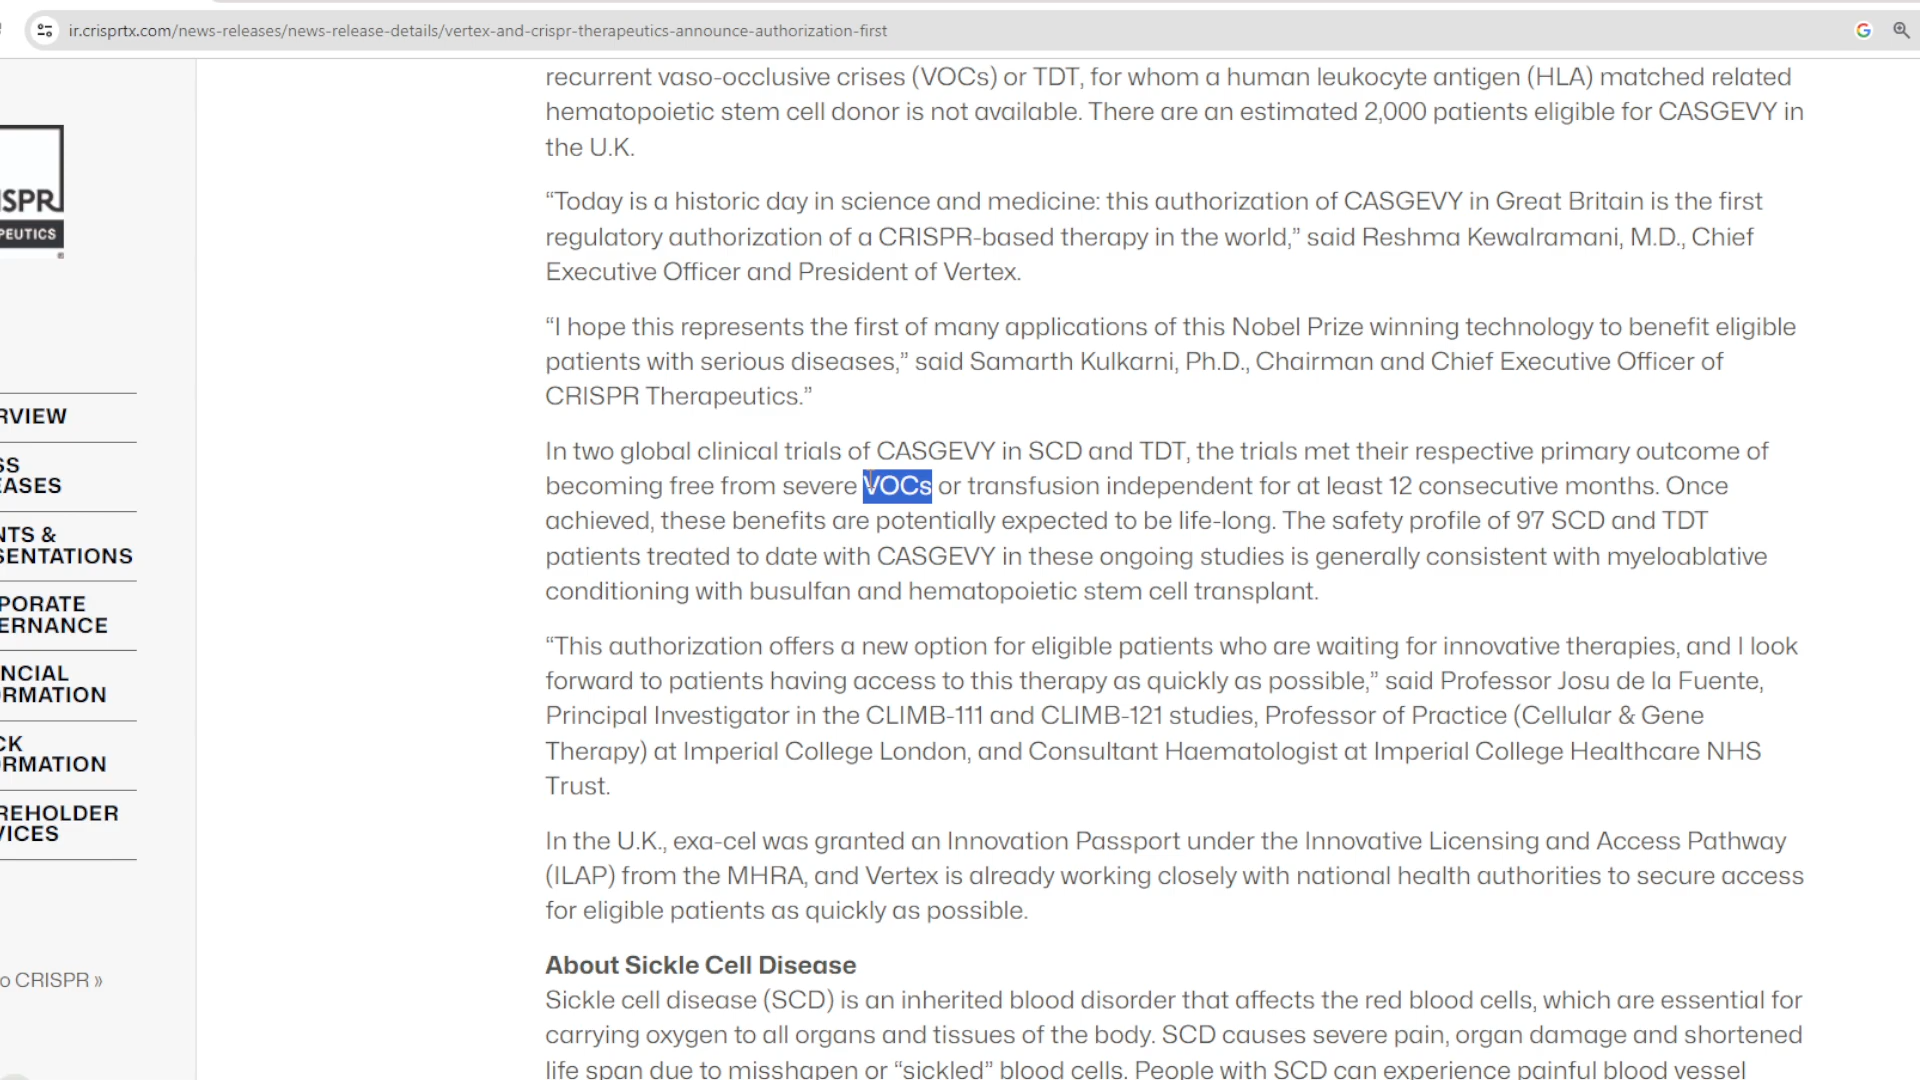 ir.crisprtx.com/news-releases/news-release-details/vertex-and-crispr-therapeutics-announce-authorization-first
ISPR
PEUTICS
RVIEW
SS
EASES
NTS &
SENTATIONS
PORATE
ERNANCE
NCIAL
ORMATION
CK
ORMATION
REHOLDER
VICES
o CRISPR »
recurrent vaso-occlusive crises (VOCs) or TDT, for whom a human leukocyte antigen (HLA) matched related
hematopoietic stem cell donor is not available. There are an estimated 2,000 patients eligible for CASGEVY in
the U.K.
“Today is a historic day in science and medicine: this authorization of CASGEVY in Great Britain is the first
regulatory authorization of a CRISPR-based therapy in the world,” said Reshma Kewalramani, M.D., Chief
Executive Officer and President of Vertex.
“I hope this represents the first of many applications of this Nobel Prize winning technology to benefit eligible
patients with serious diseases,” said Samarth Kulkarni, Ph.D., Chairman and Chief Executive Officer of
CRISPR Therapeutics.”
In two global clinical trials of CASGEVY in SCD and TDT, the trials met their respective primary outcome of
becoming free from severe VOCs or transfusion independent for at least 12 consecutive months. Once
achieved, these benefits are potentially expected to be life-long. The safety profile of 97 SCD and TDT
patients treated to date with CASGEVY in these ongoing studies is generally consistent with myeloablative
conditioning with busulfan and hematopoietic stem cell transplant.
“This authorization offers a new option for eligible patients who are waiting for innovative therapies, and I look
forward to patients having access to this therapy as quickly as possible,” said Professor Josu de la Fuente,
Principal Investigator in the CLIMB-111 and CLIMB-121 studies, Professor of Practice (Cellular & Gene
Therapy) at Imperial College London, and Consultant Haematologist at Imperial College Healthcare NHS
Trust.
In the U.K., exa-cel was granted an Innovation Passport under the Innovative Licensing and Access Pathway
(ILAP) from the MHRA, and Vertex is already working closely with national health authorities to secure access
for eligible patients as quickly as possible.
About Sickle Cell Disease
Sickle cell disease (SCD) is an inherited blood disorder that affects the red blood cells, which are essential for
carrying oxygen to all organs and tissues of the body. SCD causes severe pain, organ damage and shortened
life span due to misshapen or “sickled” blood cells. People with SCD can experience painful blood vessel